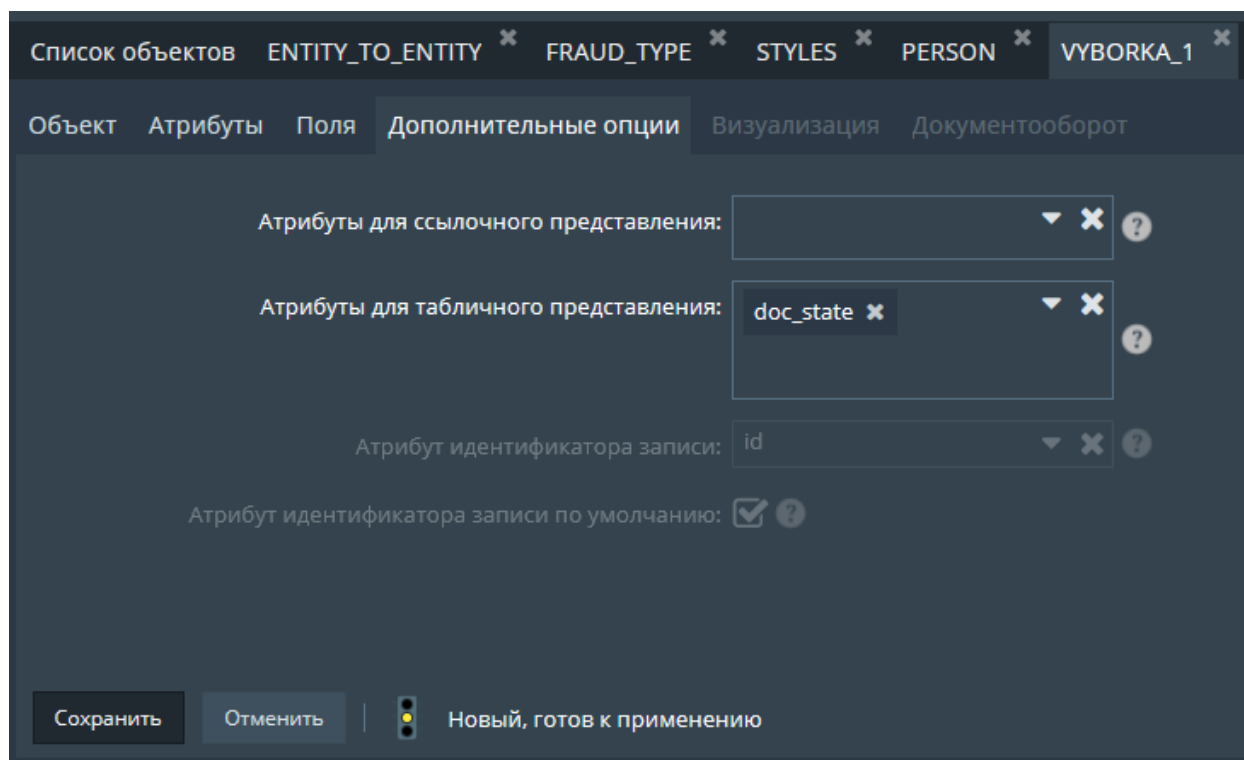 Список объектов ENTITY_TO_ENTITY FRAUD_TYPE STYLES PERSON VYBORKA_1
Объект Атрибуты Поля Дополнительные опции Визуализация Документооборот
Атрибуты для ссылочного представления:
Атрибуты для табличного представления: doc_state
Атрибут идентификатора записи: id
Атрибут идентификатора записи по умолчанию:
Сохранить Отменить Новый, готов к применению